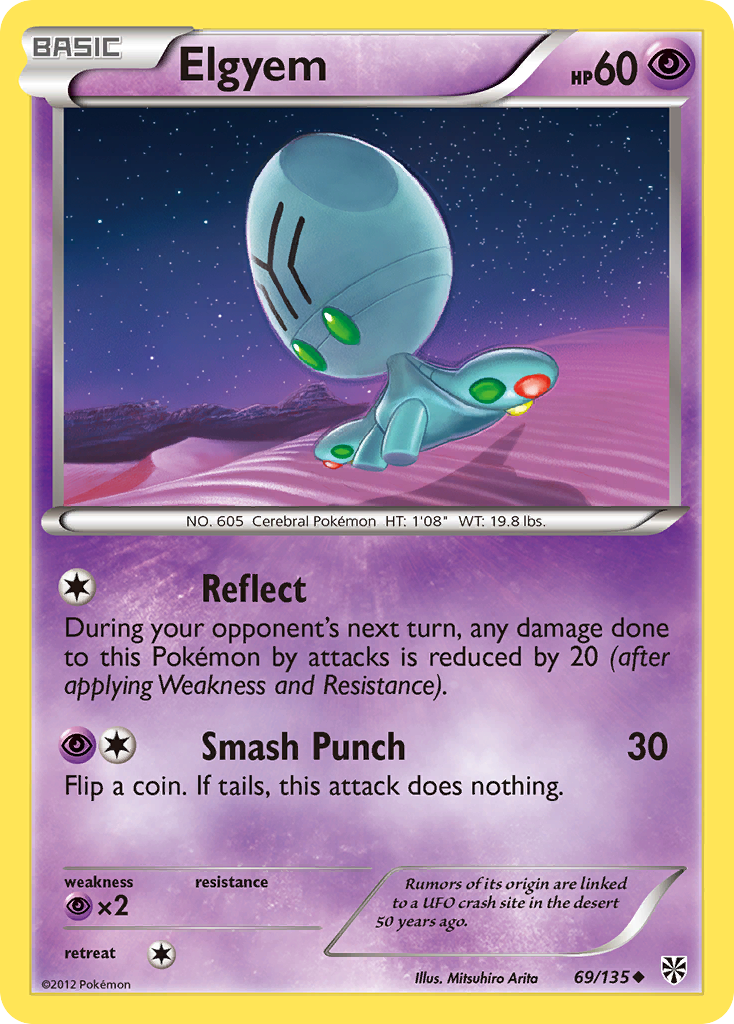 BASIC
Elgyem
HP60
NO. 605 Cerebral Pokémon HT: 1'08" WT: 19.8 lbs.
Reflect
During your opponent's next turn, any damage done
to this Pokémon by attacks is reduced by 20 (after
applying Weakness and Resistance).
Smash Punch 30
Flip a coin. If tails, this attack does nothing.
weakness resistance
×2
Rumors of its origin are linked
to a UFO crash site in the desert
50 years ago.
retreat
©2012 Pokémon
Illus. Mitsuhiro Arita
69/135